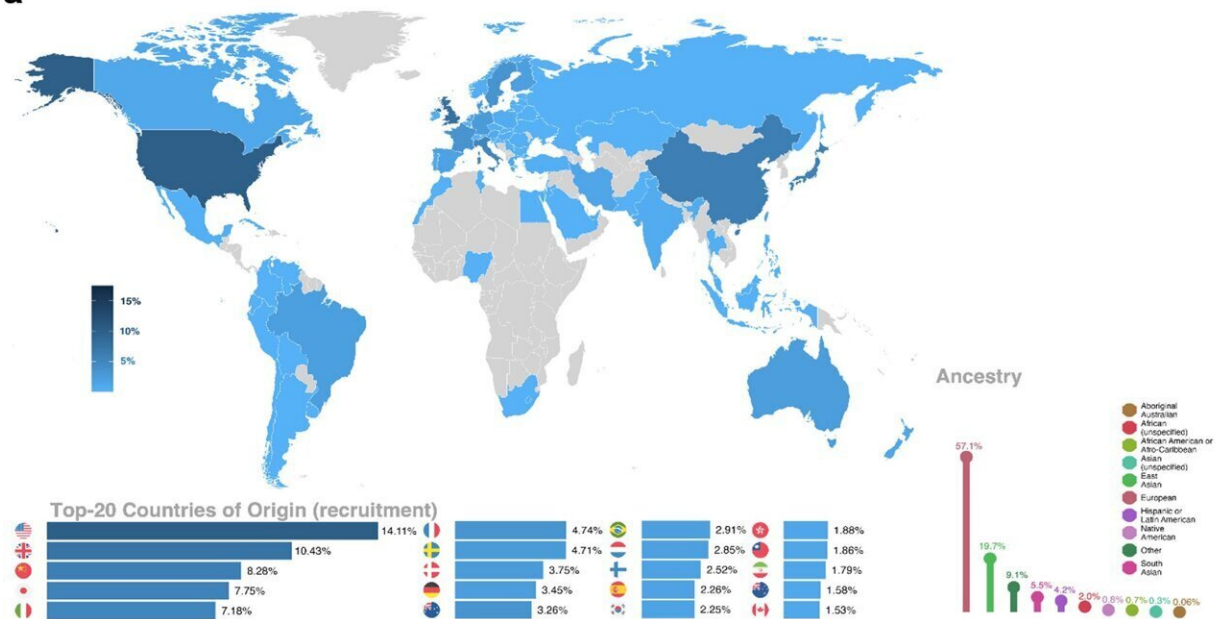 a
15%
10%
5%
Ancestry
57.1%
19.7%
9.1%
5.5%
4.2%
2.0%
0.8%
0.7%
0.3%
0.06%
Aboriginal
Australian
African
(unspecified)
African American or
Afro-Caribbean
Asian
(unspecified)
East
Asian
European
Hispanic or
Latin American
Native
American
Other
South
Asian
Top-20 Countries of Origin (recruitment)
14.11%
10.43%
8.28%
7.75%
7.18%
4.74%
4.71%
3.75%
3.45%
3.26%
2.91%
2.85%
2.52%
2.26%
2.25%
1.88%
1.86%
1.79%
1.58%
1.53%